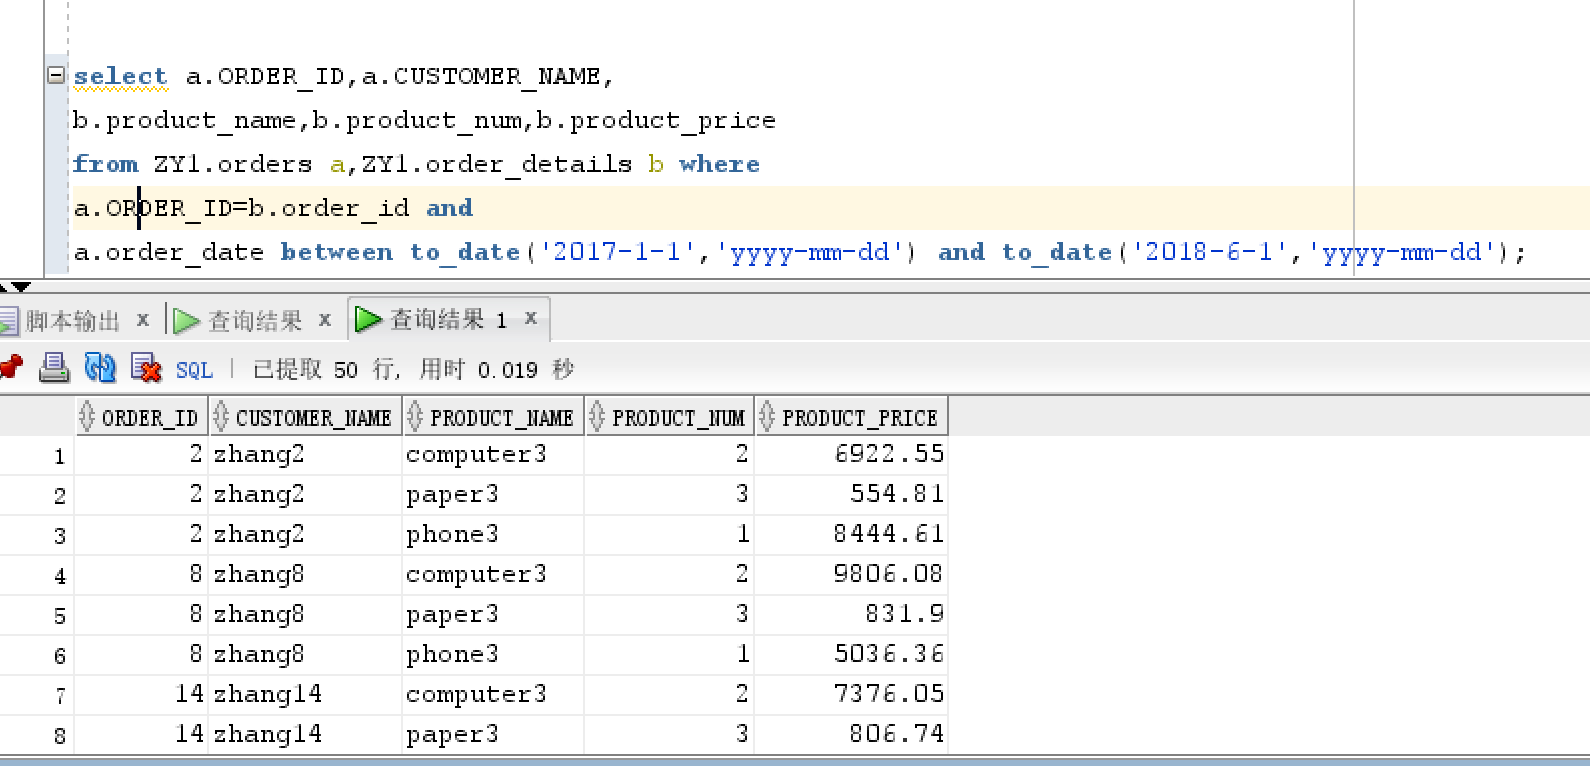 select a.ORDER_ID,a.CUSTOMER_NAME,
b.product_name,b.product_num,b.product_price
from ZY1.orders a,ZY1.order_details b where
a.ORDER_ID=b.order_id and
a.order_date between to_date('2017-1-1','yyyy-mm-dd') and to_date('2018-6-1','yyyy-mm-dd');
脚本输出 x 查询结果 x 查询结果 1 x
SQL | 已提取 50 行, 用时 0.019 秒
ORDER_ID CUSTOMER_NAME PRODUCT_NAME PRODUCT_NUM PRODUCT_PRICE
1 2 zhang2 computer3 2 6922.55
2 2 zhang2 paper3 3 554.81
3 2 zhang2 phone3 1 8444.61
4 8 zhang8 computer3 2 9806.08
5 8 zhang8 paper3 3 831.9
6 8 zhang8 phone3 1 5036.36
7 14 zhang14 computer3 2 7376.05
8 14 zhang14 paper3 3 806.74